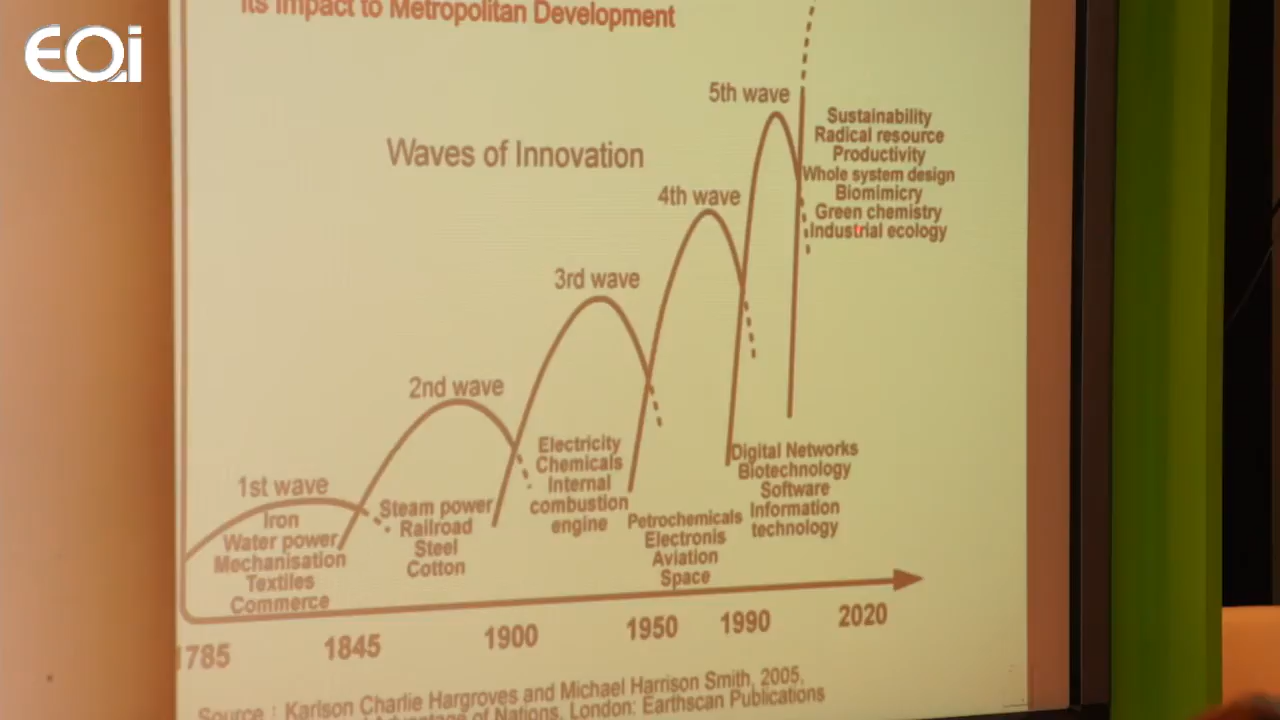 EOi
Its Impact to Metropolitan Development
Waves of Innovation
5th wave
Sustainability
Radical resource
Productivity
Whole system design
Biomimicry
Green chemistry
Industrial ecology
4th wave
3rd wave
2nd wave
1st wave
Iron
Water power
Mechanisation
Textiles
Commerce
Steam power
Railroad
Steel
Cotton
Electricity
Chemicals
Internal
combustion
engine
Petrochemicals
Electronis
Aviation
Space
Digital Networks
Biotechnology
Software
Information
technology
1785
1845
1900
1950
1990
2020
Source : Karlson Charlie Hargroves and Michael Harrison Smith, 2005,
Advantage of Nations, London: Earthscan Publications